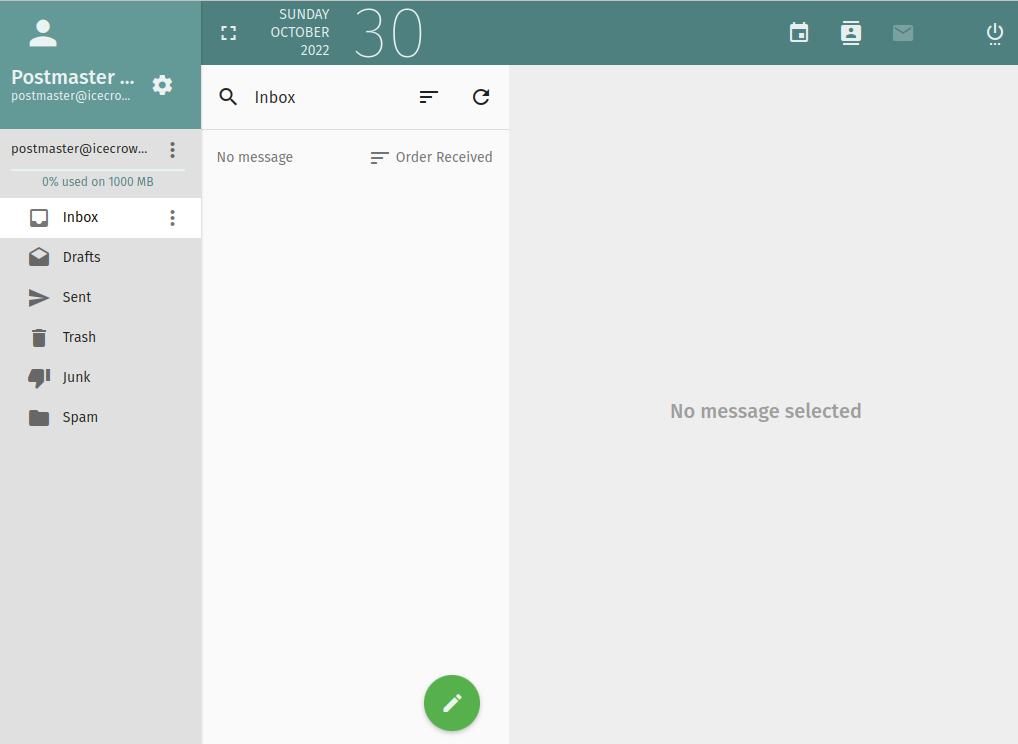 Postmaster ...
postmaster@icecro...
SUNDAY
OCTOBER
2022
30
postmaster@icecrow...
0% used on 1000 MB
Inbox
Drafts
Sent
Trash
Junk
Spam
Inbox
No message
Order Received
No message selected